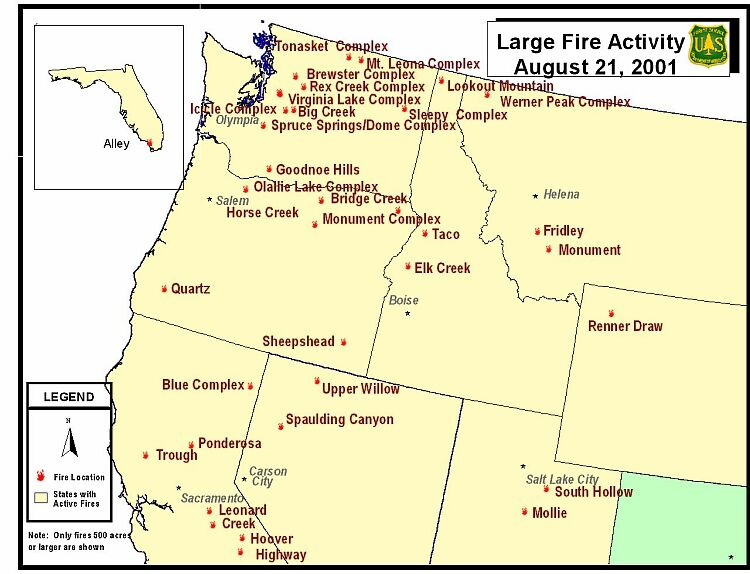 Large Fire Activity
August 21, 2001
FOREST SERVICE
U S
DEPARTMENT OF AGRICULTURE
Tonasket Complex
Mt. Leona Complex
Brewster Complex
Lookout Mountain
Rex Creek Complex
Virginia Lake Complex
Werner Peak Complex
Icicle Complex
Big Creek
Sleepy Complex
Olympia
Spruce Springs/Dome Complex
Alley
Goodnoe Hills
Olallie Lake Complex
Salem
Bridge Creek
Helena
Horse Creek
Monument Complex
Taco
Fridley
Monument
Elk Creek
Quartz
Boise
Renner Draw
Sheepshead
Blue Complex
Upper Willow
Spaulding Canyon
Ponderosa
Trough
Carson
City
Salt Lake City
Sacramento
South Hollow
Leonard
Mollie
Creek
Hoover
Highway
LEGEND
N
Fire Location
States with
Active Fires
Note: Only fires 500 acres
or larger are shown